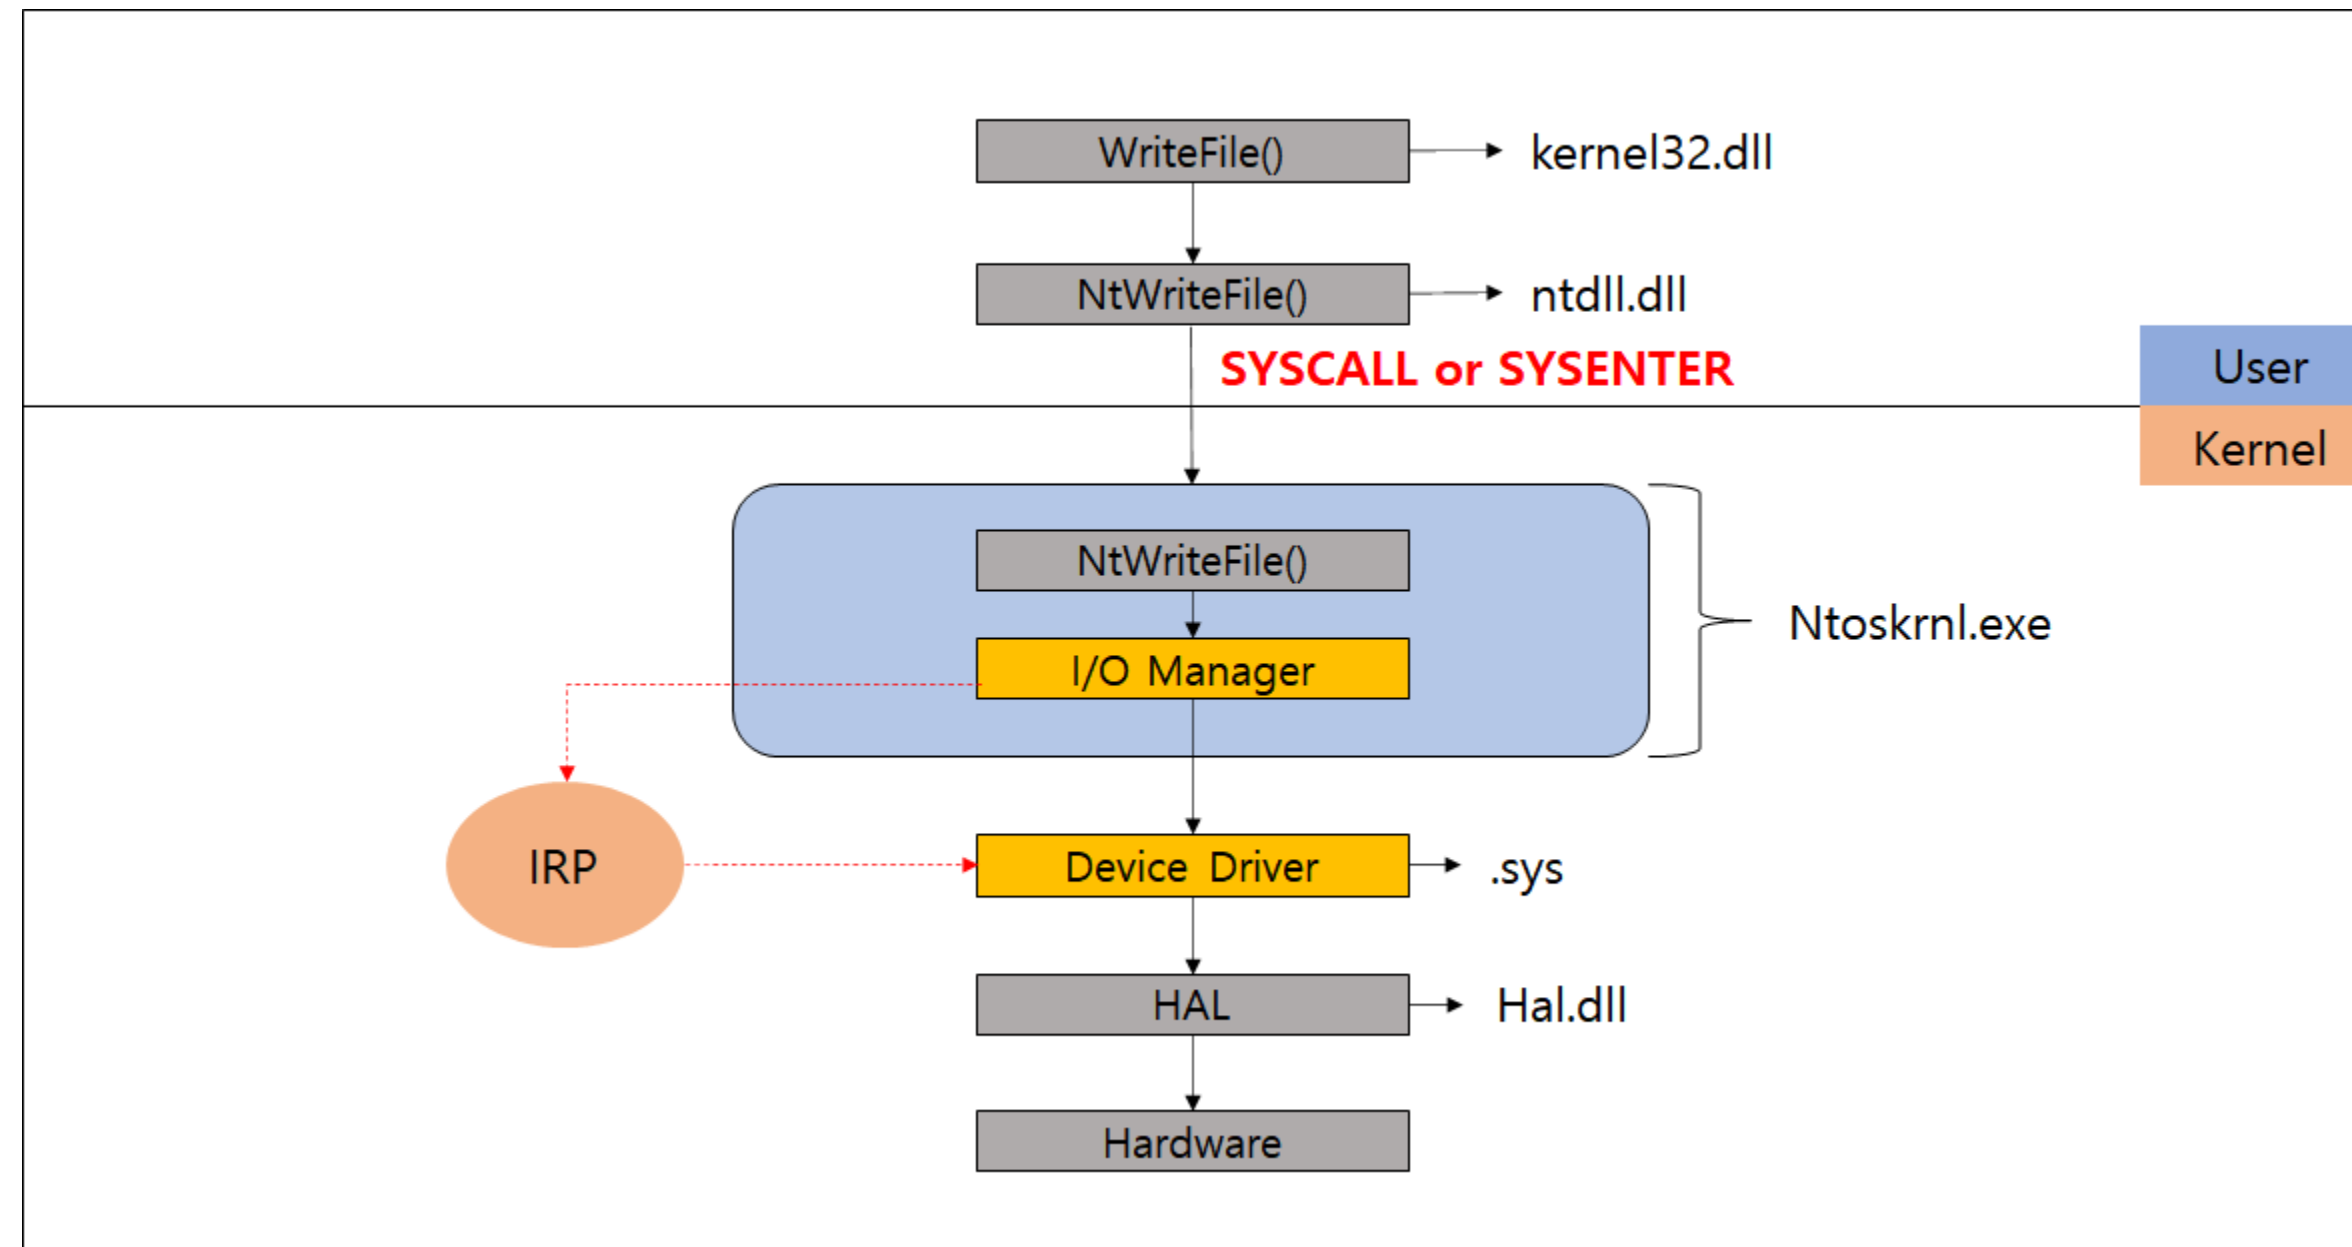 WriteFile()
kernel32.dll
NtWriteFile()
ntdll.dll
SYSCALL or SYSENTER
User
Kernel
NtWriteFile()
Ntoskrnl.exe
I/O Manager
IRP
Device Driver
.sys
HAL
Hal.dll
Hardware